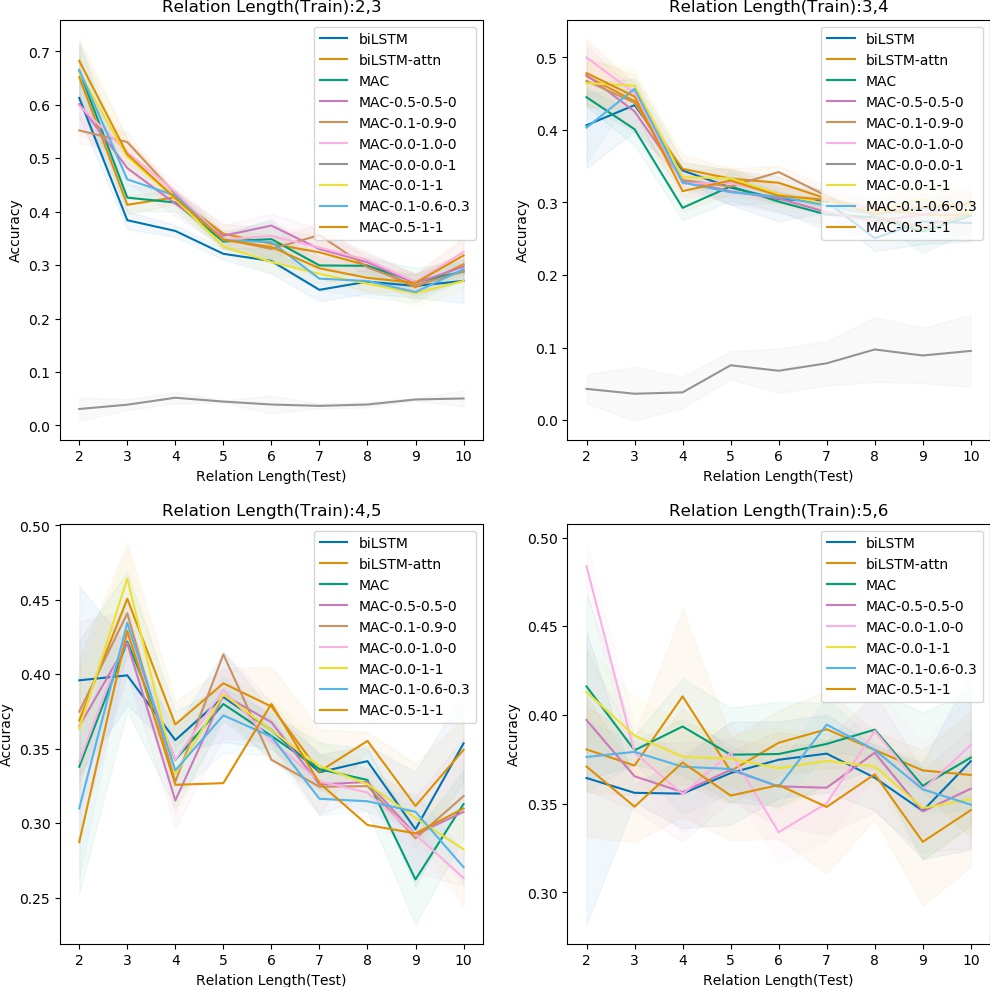 Relation Length(Train):2,3
0.7
0.6
0.5
0.4
0.3
0.2
0.1
0.0
Accuracy
biLSTM
biLSTM-attn
MAC
MAC-0.5-0.5-0
MAC-0.1-0.9-0
MAC-0.0-1.0-0
MAC-0.0-0.0-1
MAC-0.0-1-1
MAC-0.1-0.6-0.3
MAC-0.5-1-1
2 3 4 5 6 7 8 9 10
Relation Length(Test)
Relation Length(Train):3,4
0.5
0.4
0.3
0.2
0.1
0.0
Accuracy
biLSTM
biLSTM-attn
MAC
MAC-0.5-0.5-0
MAC-0.1-0.9-0
MAC-0.0-1.0-0
MAC-0.0-0.0-1
MAC-0.0-1-1
MAC-0.1-0.6-0.3
MAC-0.5-1-1
2 3 4 5 6 7 8 9 10
Relation Length(Test)
Relation Length(Train):4,5
0.50
0.45
0.40
0.35
0.30
0.25
Accuracy
biLSTM
biLSTM-attn
MAC
MAC-0.5-0.5-0
MAC-0.1-0.9-0
MAC-0.0-1.0-0
MAC-0.0-1-1
MAC-0.1-0.6-0.3
MAC-0.5-1-1
2 3 4 5 6 7 8 9 10
Relation Length(Test)
Relation Length(Train):5,6
0.50
0.45
0.40
0.35
0.30
Accuracy
biLSTM
biLSTM-attn
MAC
MAC-0.5-0.5-0
MAC-0.0-1.0-0
MAC-0.0-1-1
MAC-0.1-0.6-0.3
MAC-0.5-1-1
2 3 4 5 6 7 8 9 10
Relation Length(Test)